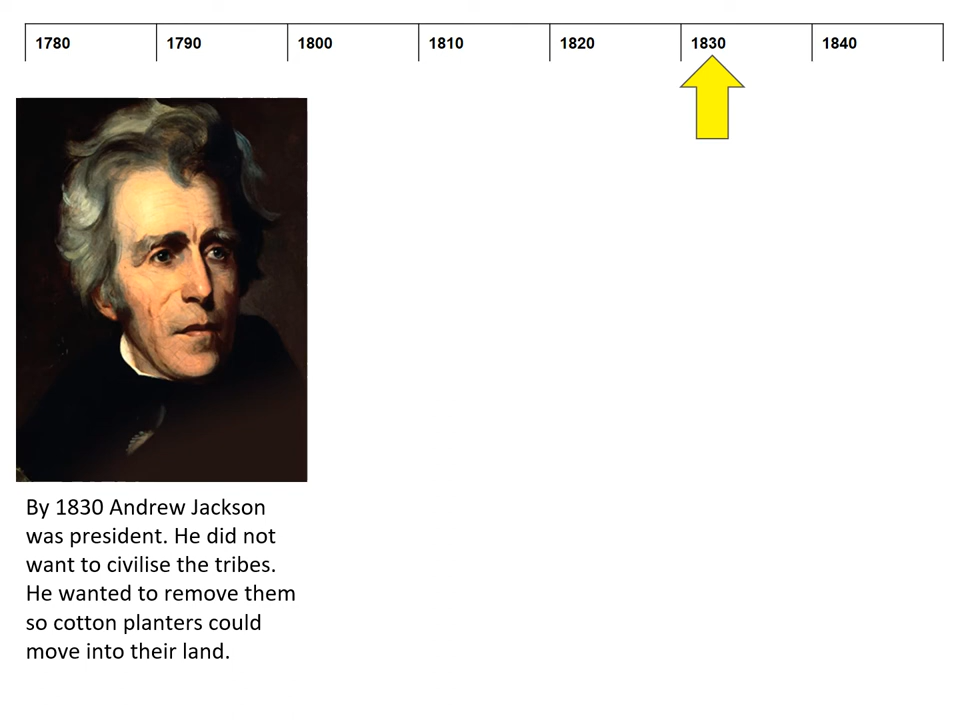 1780 1790 1800 1810 1820 1830 1840
By 1830 Andrew Jackson
was president. He did not
want to civilise the tribes.
He wanted to remove them
so cotton planters could
move into their land.